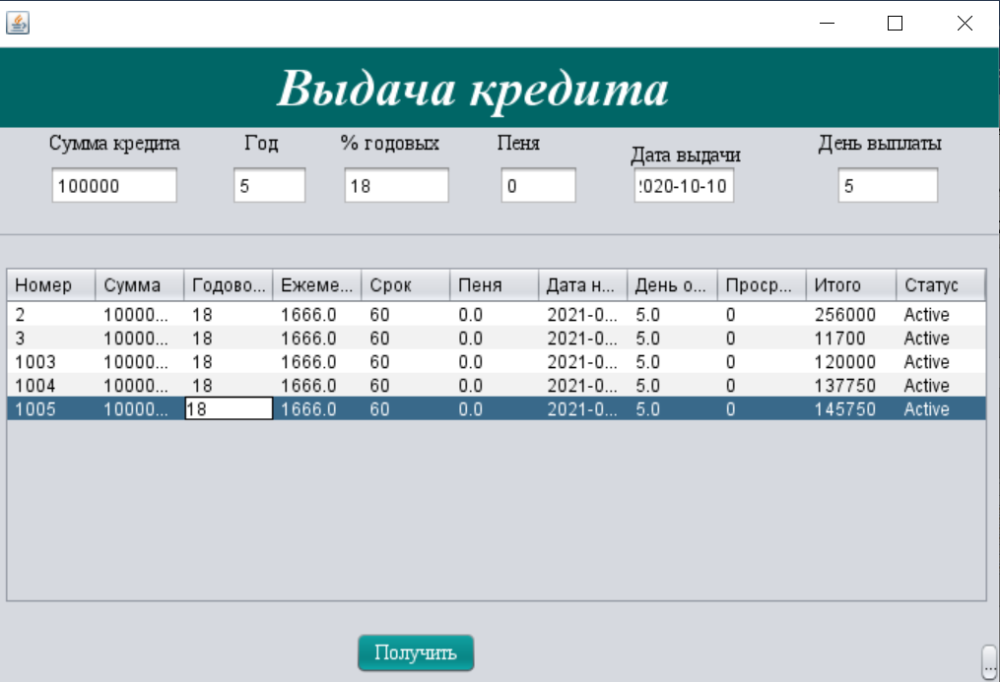 Выдача кредита
Сумма кредита Год % годовых Пеня Дата выдачи День выплаты
100000 5 18 0 2020-10-10 5
Номер Сумма Годово... Ежеме... Срок Пеня Дата н... День о... Проср... Итого Статус
2 10000... 18 1666.0 60 0.0 2021-0... 5.0 0 256000 Active
3 10000... 18 1666.0 60 0.0 2021-0... 5.0 0 11700 Active
1003 10000... 18 1666.0 60 0.0 2021-0... 5.0 0 120000 Active
1004 10000... 18 1666.0 60 0.0 2021-0... 5.0 0 137750 Active
1005 10000... 18 1666.0 60 0.0 2021-0... 5.0 0 145750 Active
Получить
...